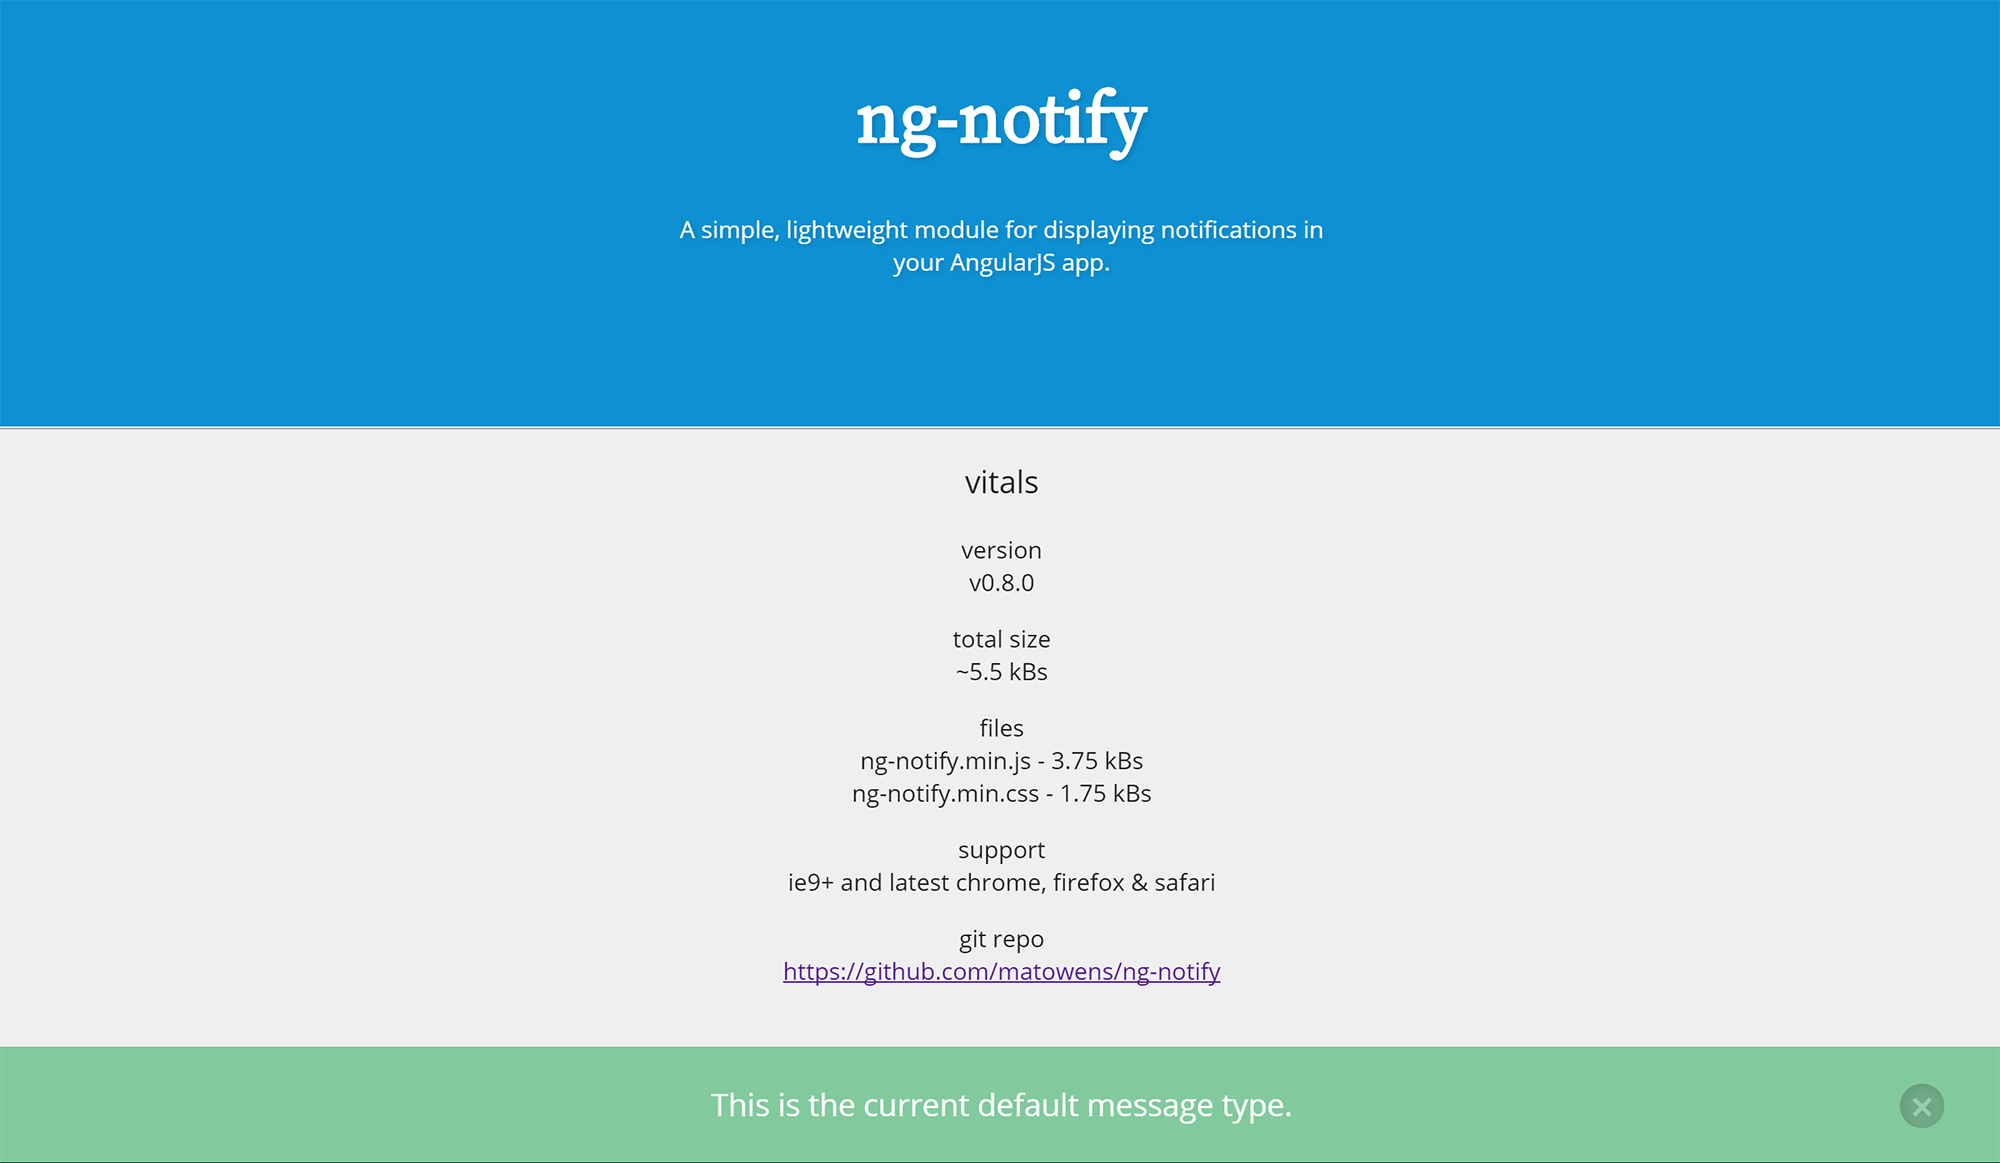 ng-notify
A simple, lightweight module for displaying notifications in
your AngularJS app.
vitals
version
v0.8.0
total size
~5.5 kBs
files
ng-notify.min.js - 3.75 kBs
ng-notify.min.css - 1.75 kBs
support
ie9+ and latest chrome, firefox & safari
git repo
https://github.com/matowens/ng-notify
This is the current default message type.